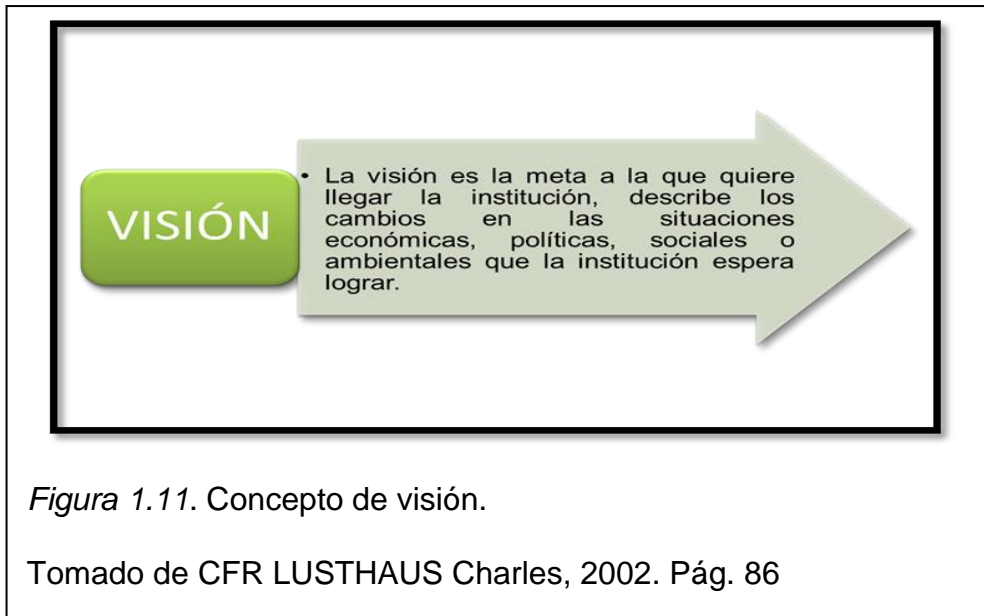 VISIÓN
• La visión es la meta a la que quiere
llegar la institución, describe los
cambios en las situaciones
económicas, políticas, sociales o
ambientales que la institución espera
lograr.
Figura 1.11. Concepto de visión.
Tomado de CFR LUSTHAUS Charles, 2002. Pág. 86